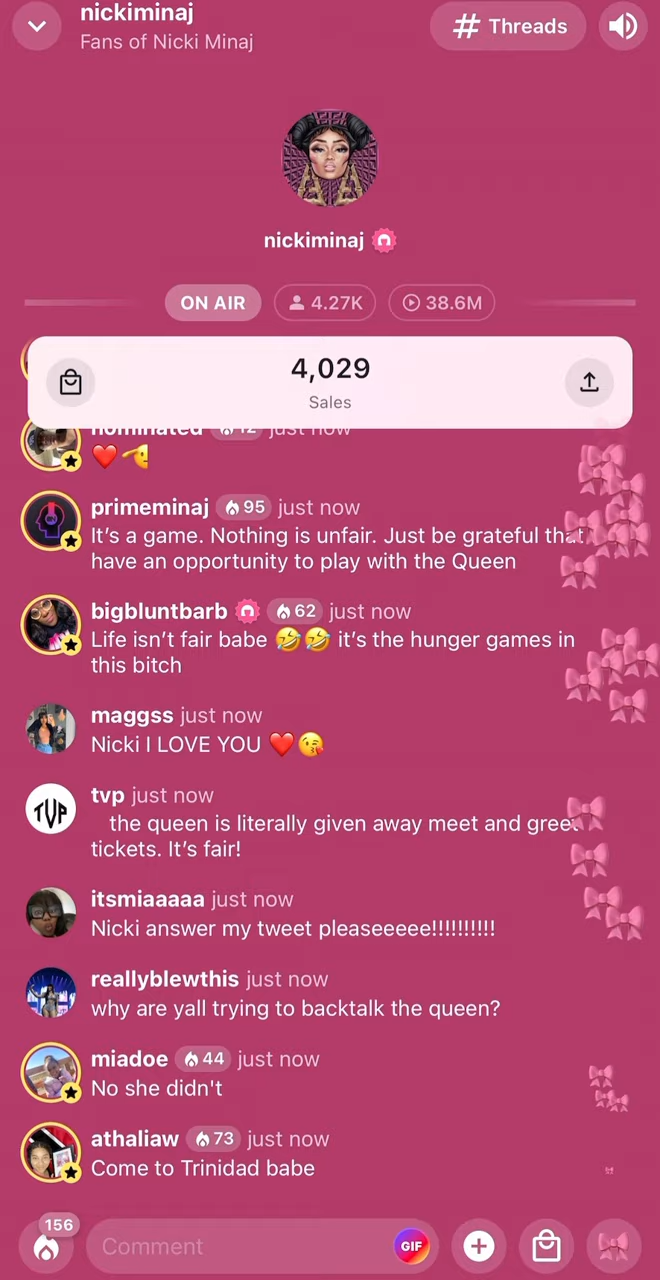 nickiminaj
Fans of Nicki Minaj
# Threads
nickiminaj
ON AIR 4.27K 38.6M
4,029
Sales
nominated 12 just now
❤️🫡
primeminaj 95 just now
It's a game. Nothing is unfair. Just be grateful that
have an opportunity to play with the Queen
bigbluntbarb 62 just now
Life isn't fair babe 🤣🤣 it's the hunger games in
this bitch
maggss just now
Nicki I LOVE YOU ❤️😘
TVP
tvp just now
the queen is literally given away meet and greet
tickets. It's fair!
itsmiaaaaa just now
Nicki answer my tweet pleaseeeee!!!!!!!!!!
reallyblewthis just now
why are yall trying to backtalk the queen?
miadoe 44 just now
No she didn't
athaliaw 73 just now
Come to Trinidad babe
156
Comment GIF